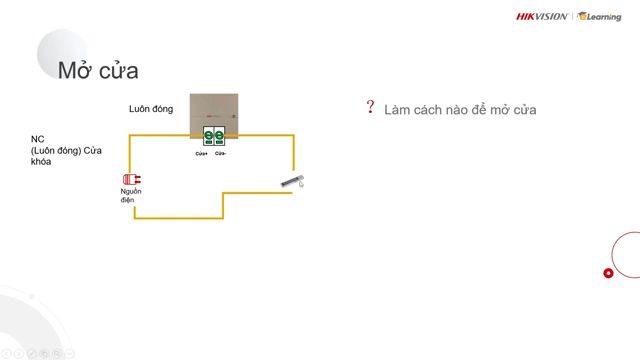 HIKVISION | eLearning
Mở cửa
Luôn đóng
? Làm cách nào để mở cửa
NC
(Luôn đóng) Cửa
khóa
Cửa+ Cửa-
Nguồn
điện